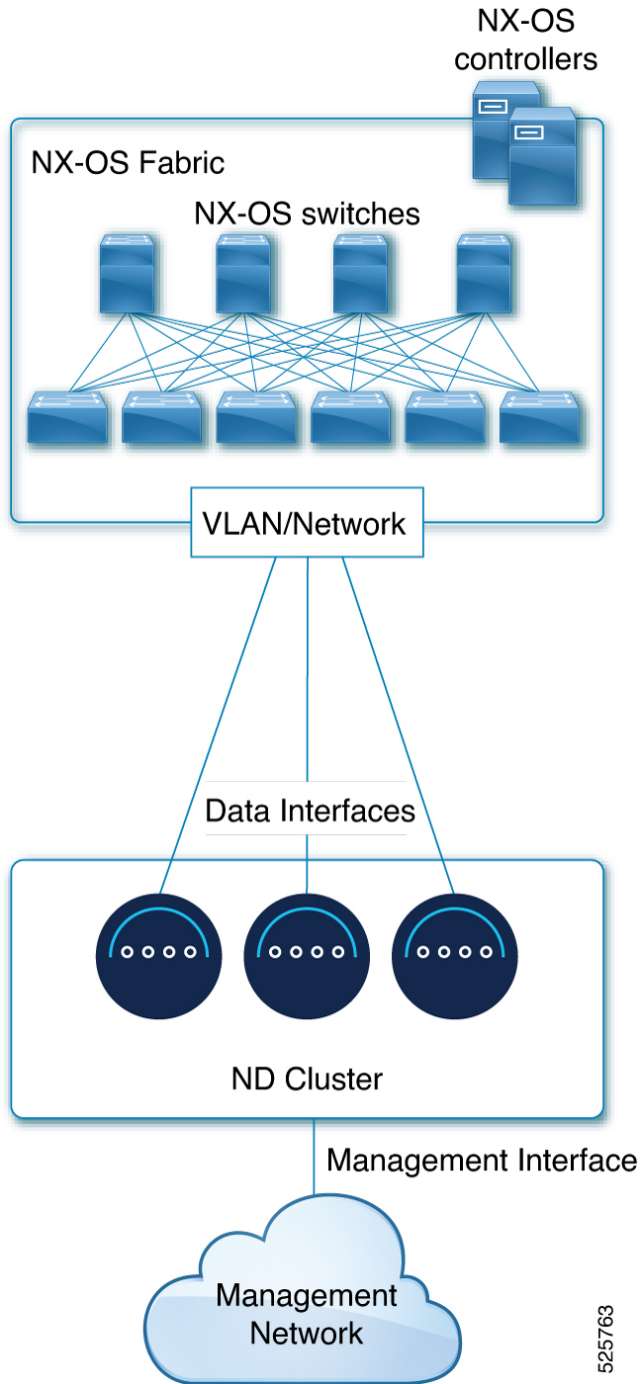 NX-OS
controllers
NX-OS Fabric
NX-OS switches
VLAN/Network
Data Interfaces
ND Cluster
Management Interface
Management
Network
525763